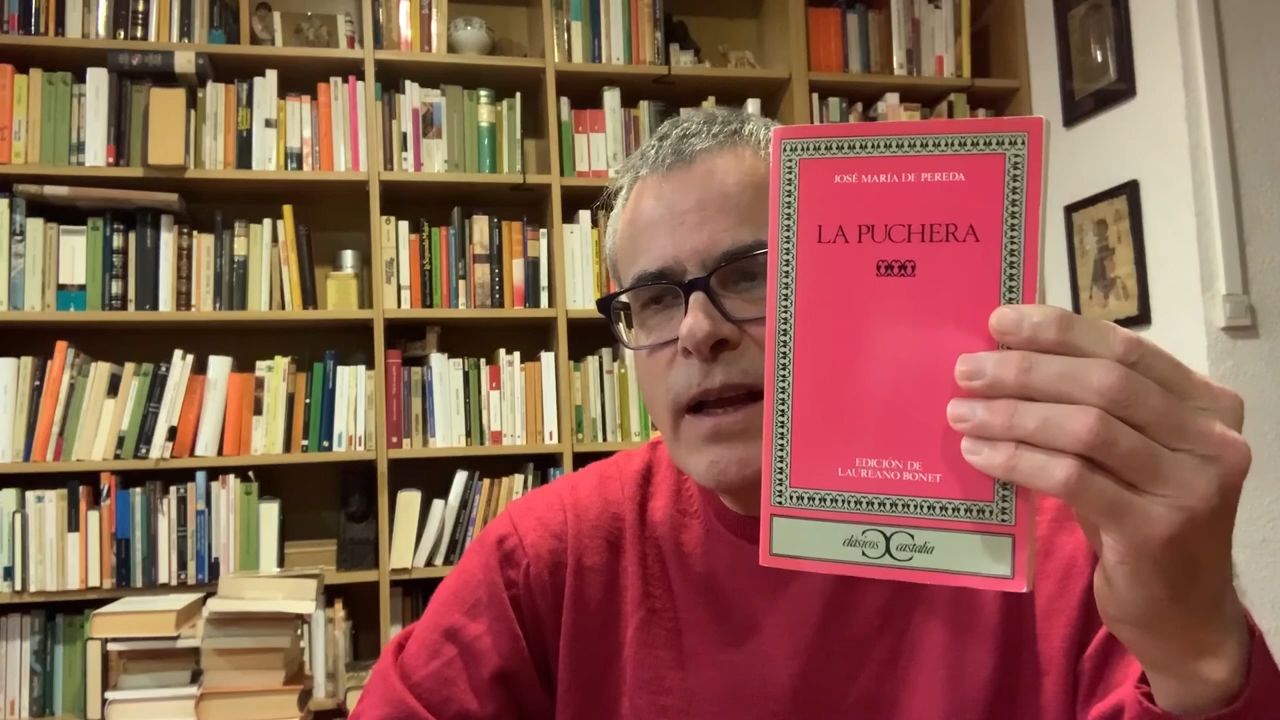 JOSÉ MARÍA DE PEREDA
LA PUCHERA
EDICIÓN DE
LAUREANO BONET
clásicos Castalia